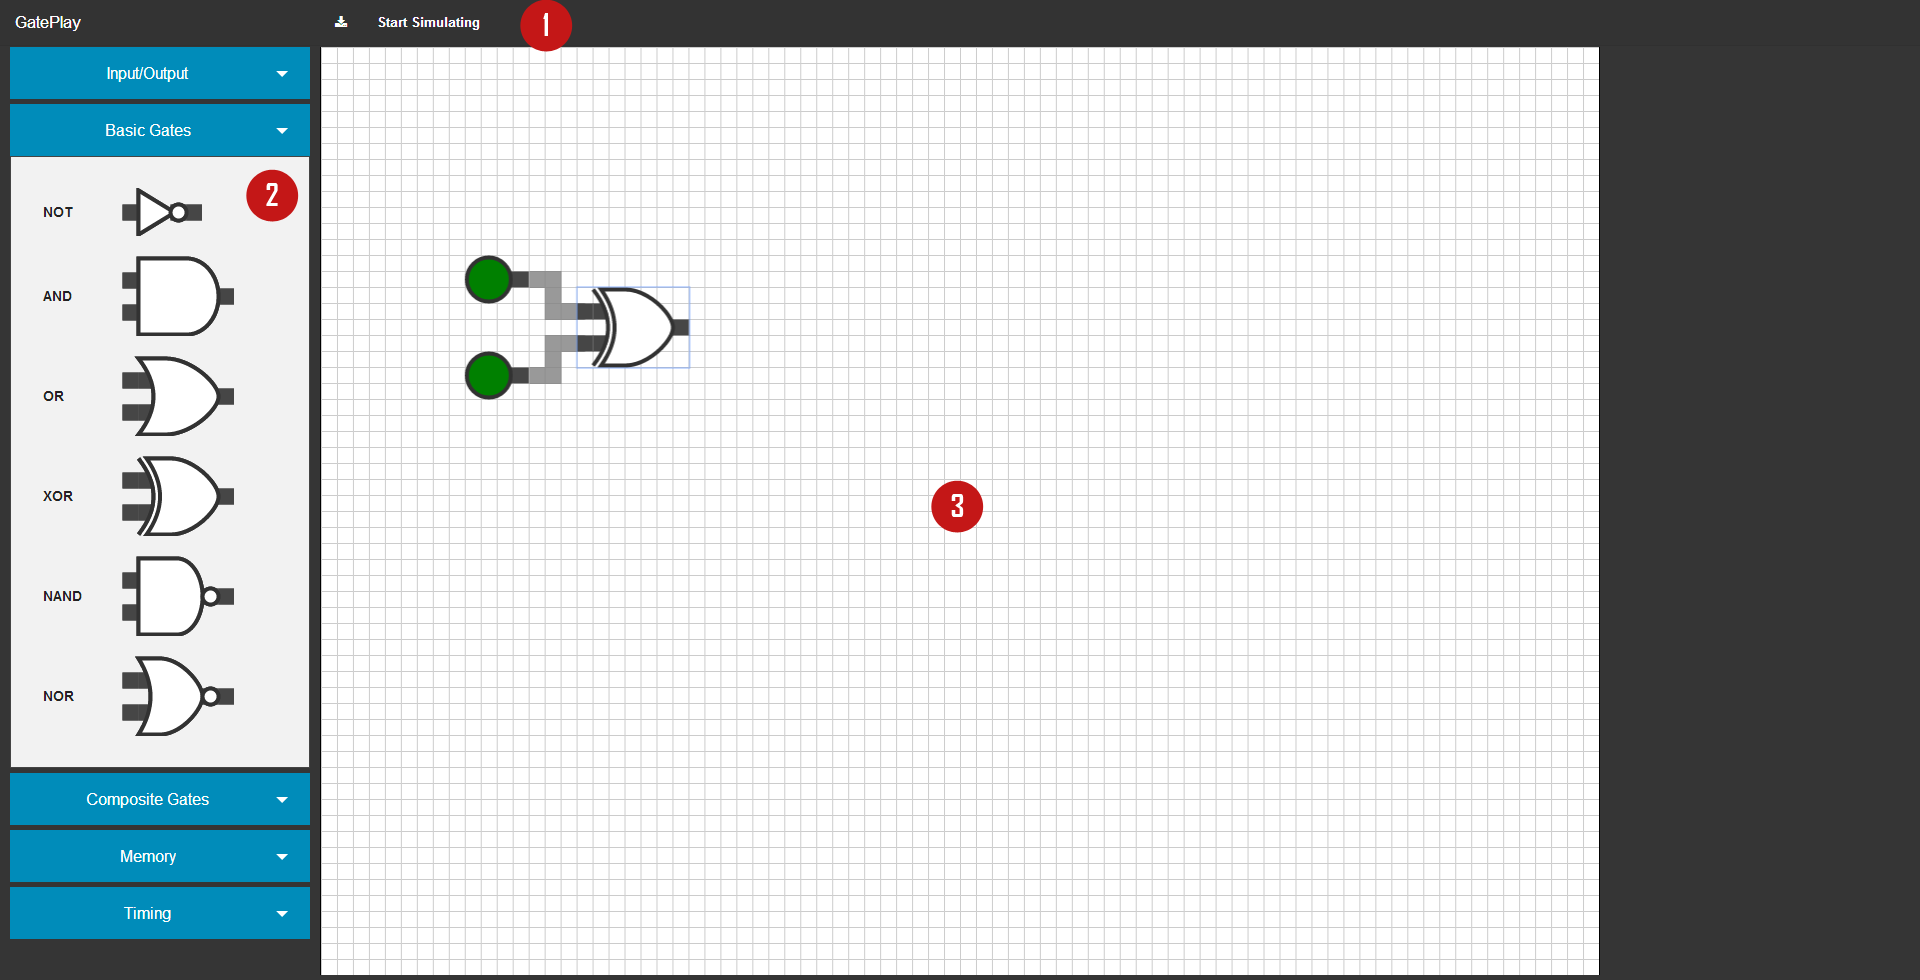 GatePlay
Start Simulating
1
Input/Output
Basic Gates
2
NOT
AND
OR
XOR
NAND
NOR
3
Composite Gates
Memory
Timing